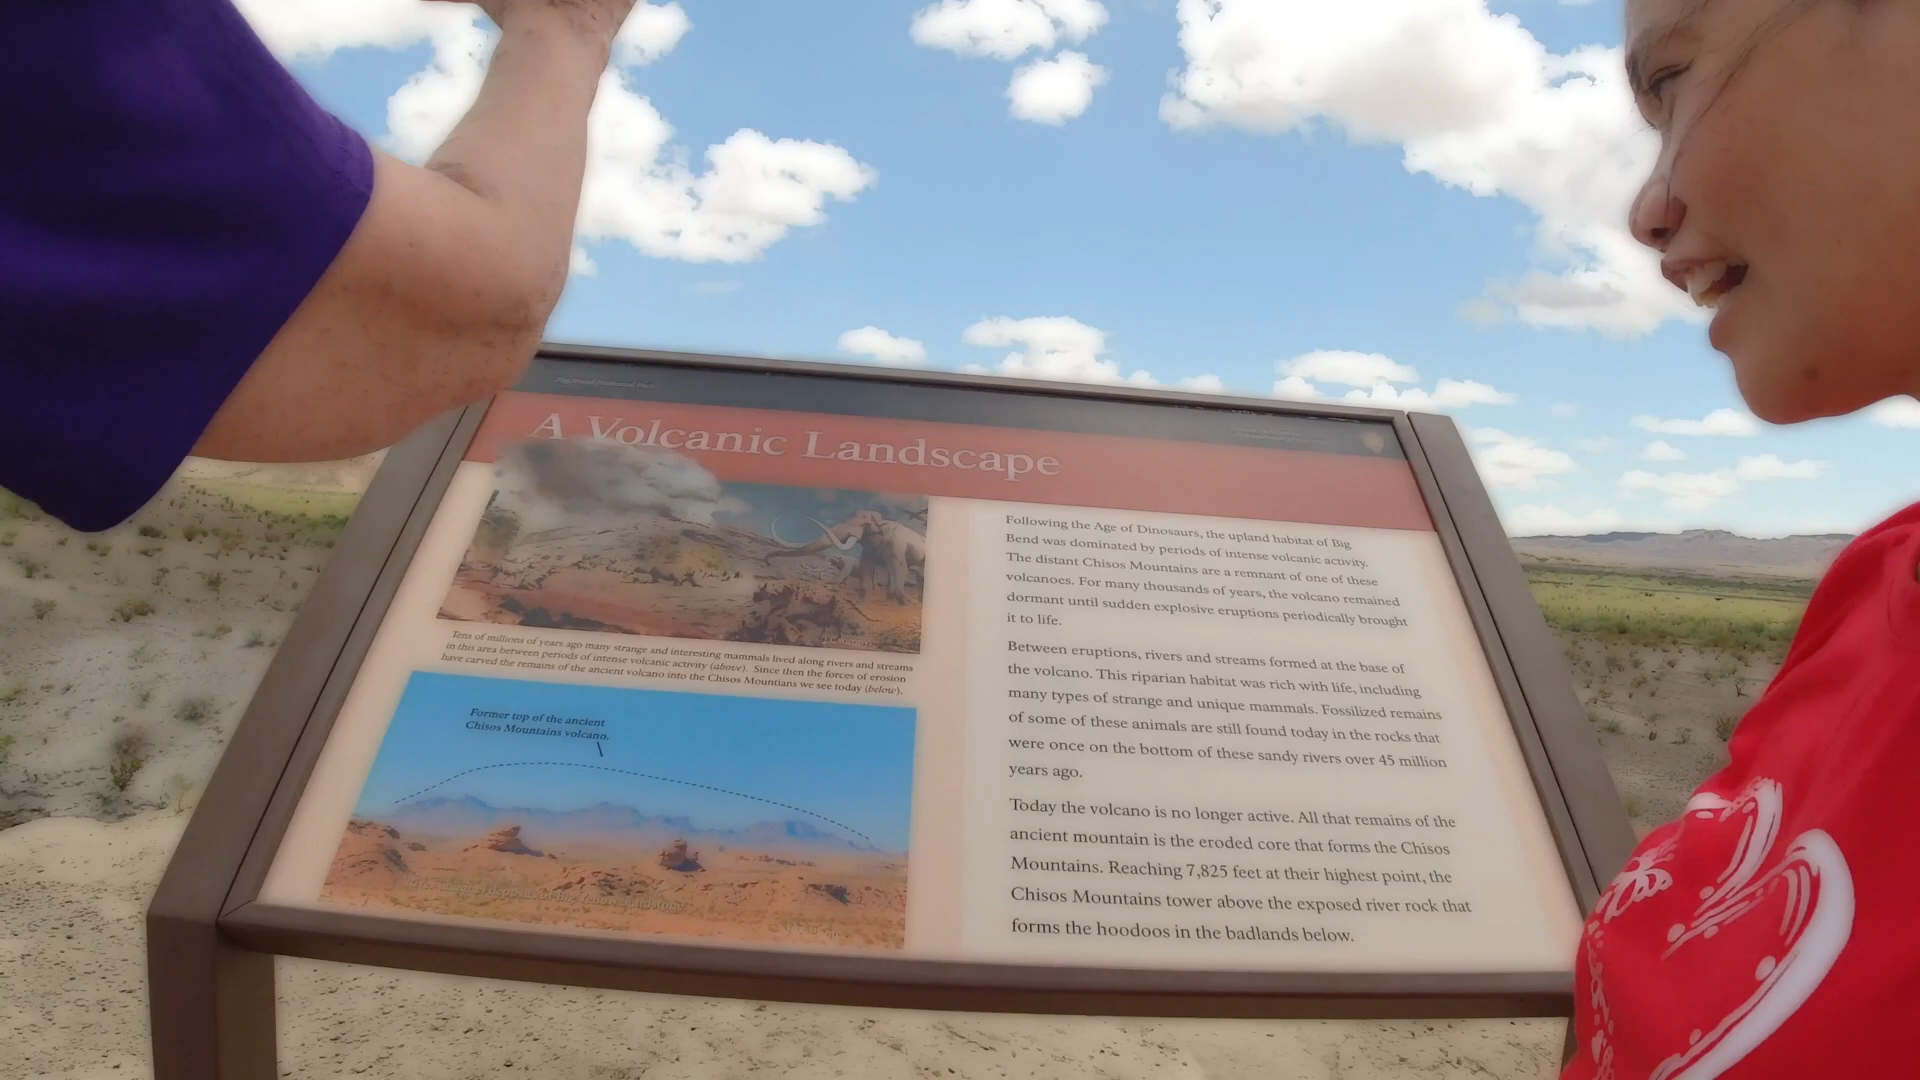 Big Bend National Park
A Volcanic Landscape
Tens of millions of years ago many strange and interesting mammals lived along rivers and streams
in this area between periods of intense volcanic activity (above). Since then the forces of erosion
have carved the remains of the ancient volcano into the Chisos Mountians we see today (below).
Former top of the ancient
Chisos Mountains volcano.
Following the Age of Dinosaurs, the upland habitat of Big
Bend was dominated by periods of intense volcanic activity.
The distant Chisos Mountains are a remnant of one of these
volcanoes. For many thousands of years, the volcano remained
dormant until sudden explosive eruptions periodically brought
it to life.
Between eruptions, rivers and streams formed at the base of
the volcano. This riparian habitat was rich with life, including
many types of strange and unique mammals. Fossilized remains
of some of these animals are still found today in the rocks that
were once on the bottom of these sandy rivers over 45 million
years ago.
Today the volcano is no longer active. All that remains of the
ancient mountain is the eroded core that forms the Chisos
Mountains. Reaching 7,825 feet at their highest point, the
Chisos Mountains tower above the exposed river rock that
forms the hoodoos in the badlands below.